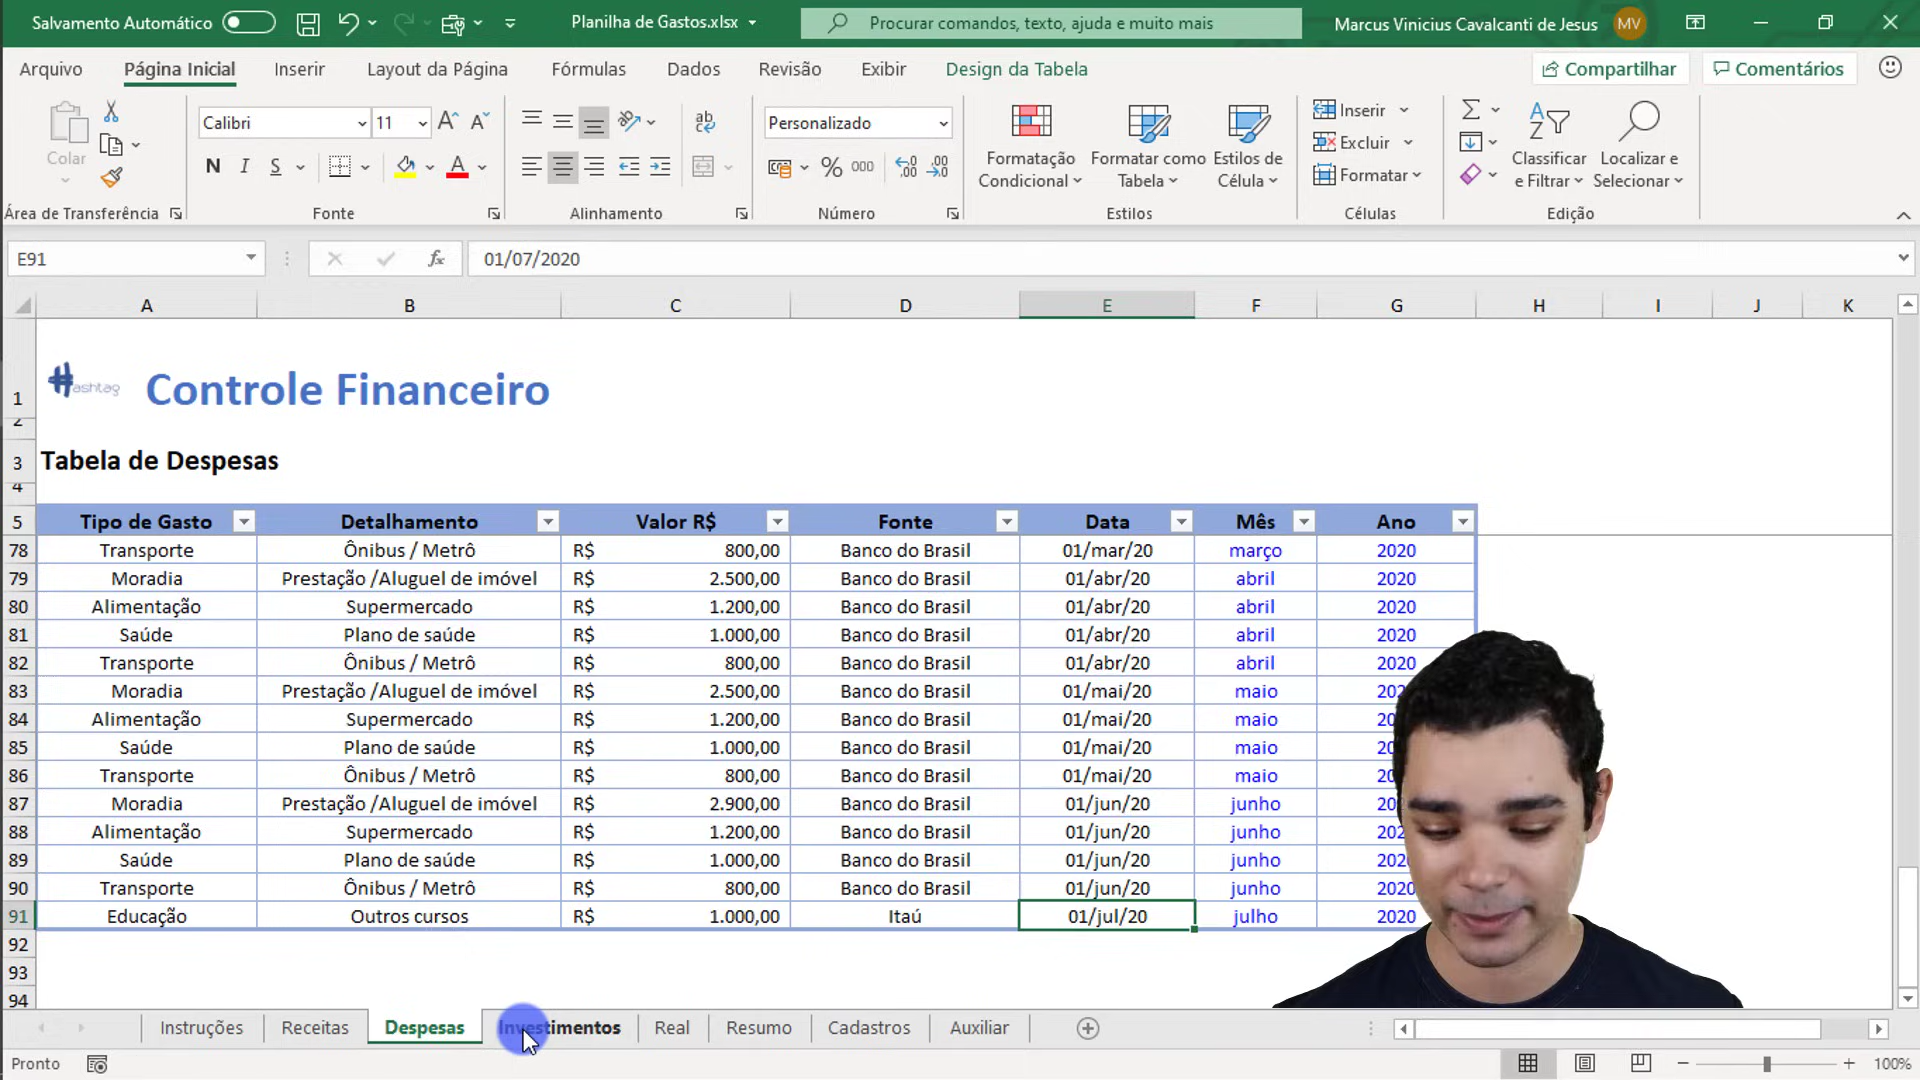 Salvamento Automático Planilha de Gastos.xlsx Procurar comandos, texto, ajuda e muito mais Marcus Vinicius Cavalcanti de Jesus MV
Arquivo Página Inicial Inserir Layout da Página Fórmulas Dados Revisão Exibir Design da Tabela Compartilhar Comentários
Colar Calibri 11 Personalizado Formatação Condicional Formatar como Tabela Estilos de Célula Inserir Excluir Formatar Classificar e Filtrar Localizar e Selecionar
N I S A % 000
Área de Transferência Fonte Alinhamento Número Estilos Células Edição
E91 fx 01/07/2020
A B C D E F G H I J K
1 Hashtag Controle Financeiro
2
3 Tabela de Despesas
4
5 Tipo de Gasto Detalhamento Valor R$ Fonte Data Mês Ano
78 Transporte Ônibus / Metrô R$ 800,00 Banco do Brasil 01/mar/20 março 2020
79 Moradia Prestação /Aluguel de imóvel R$ 2.500,00 Banco do Brasil 01/abr/20 abril 2020
80 Alimentação Supermercado R$ 1.200,00 Banco do Brasil 01/abr/20 abril 2020
81 Saúde Plano de saúde R$ 1.000,00 Banco do Brasil 01/abr/20 abril 2020
82 Transporte Ônibus / Metrô R$ 800,00 Banco do Brasil 01/abr/20 abril 2020
83 Moradia Prestação /Aluguel de imóvel R$ 2.500,00 Banco do Brasil 01/mai/20 maio
84 Alimentação Supermercado R$ 1.200,00 Banco do Brasil 01/mai/20 maio
85 Saúde Plano de saúde R$ 1.000,00 Banco do Brasil 01/mai/20 maio
86 Transporte Ônibus / Metrô R$ 800,00 Banco do Brasil 01/mai/20 maio
87 Moradia Prestação /Aluguel de imóvel R$ 2.900,00 Banco do Brasil 01/jun/20 junho
88 Alimentação Supermercado R$ 1.200,00 Banco do Brasil 01/jun/20 junho
89 Saúde Plano de saúde R$ 1.000,00 Banco do Brasil 01/jun/20 junho
90 Transporte Ônibus / Metrô R$ 800,00 Banco do Brasil 01/jun/20 junho 2020
91 Educação Outros cursos R$ 1.000,00 Itaú 01/jul/20 julho 2020
92
93
94
Instruções Receitas Despesas Investimentos Real Resumo Cadastros Auxiliar
Pronto 100%